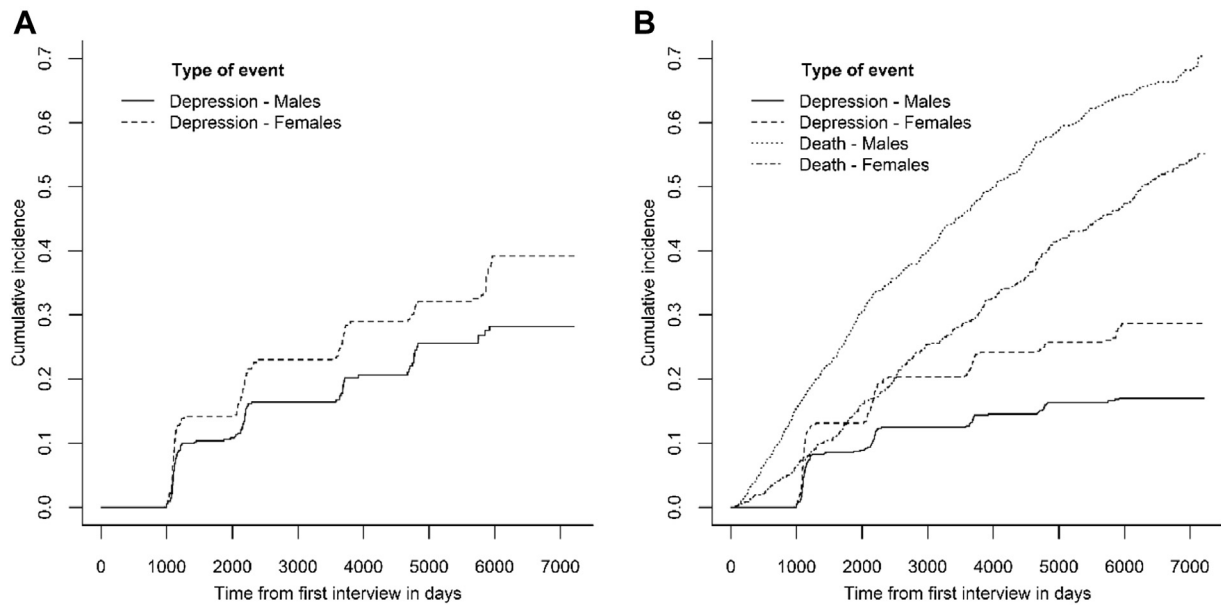 A
Type of event
Depression - Males
Depression - Females
Cumulative incidence
0.7
0.6
0.5
0.4
0.3
0.2
0.1
0.0
0 1000 2000 3000 4000 5000 6000 7000
Time from first interview in days
B
Type of event
Depression - Males
Depression - Females
Death - Males
Death - Females
Cumulative incidence
0.7
0.6
0.5
0.4
0.3
0.2
0.1
0.0
0 1000 2000 3000 4000 5000 6000 7000
Time from first interview in days